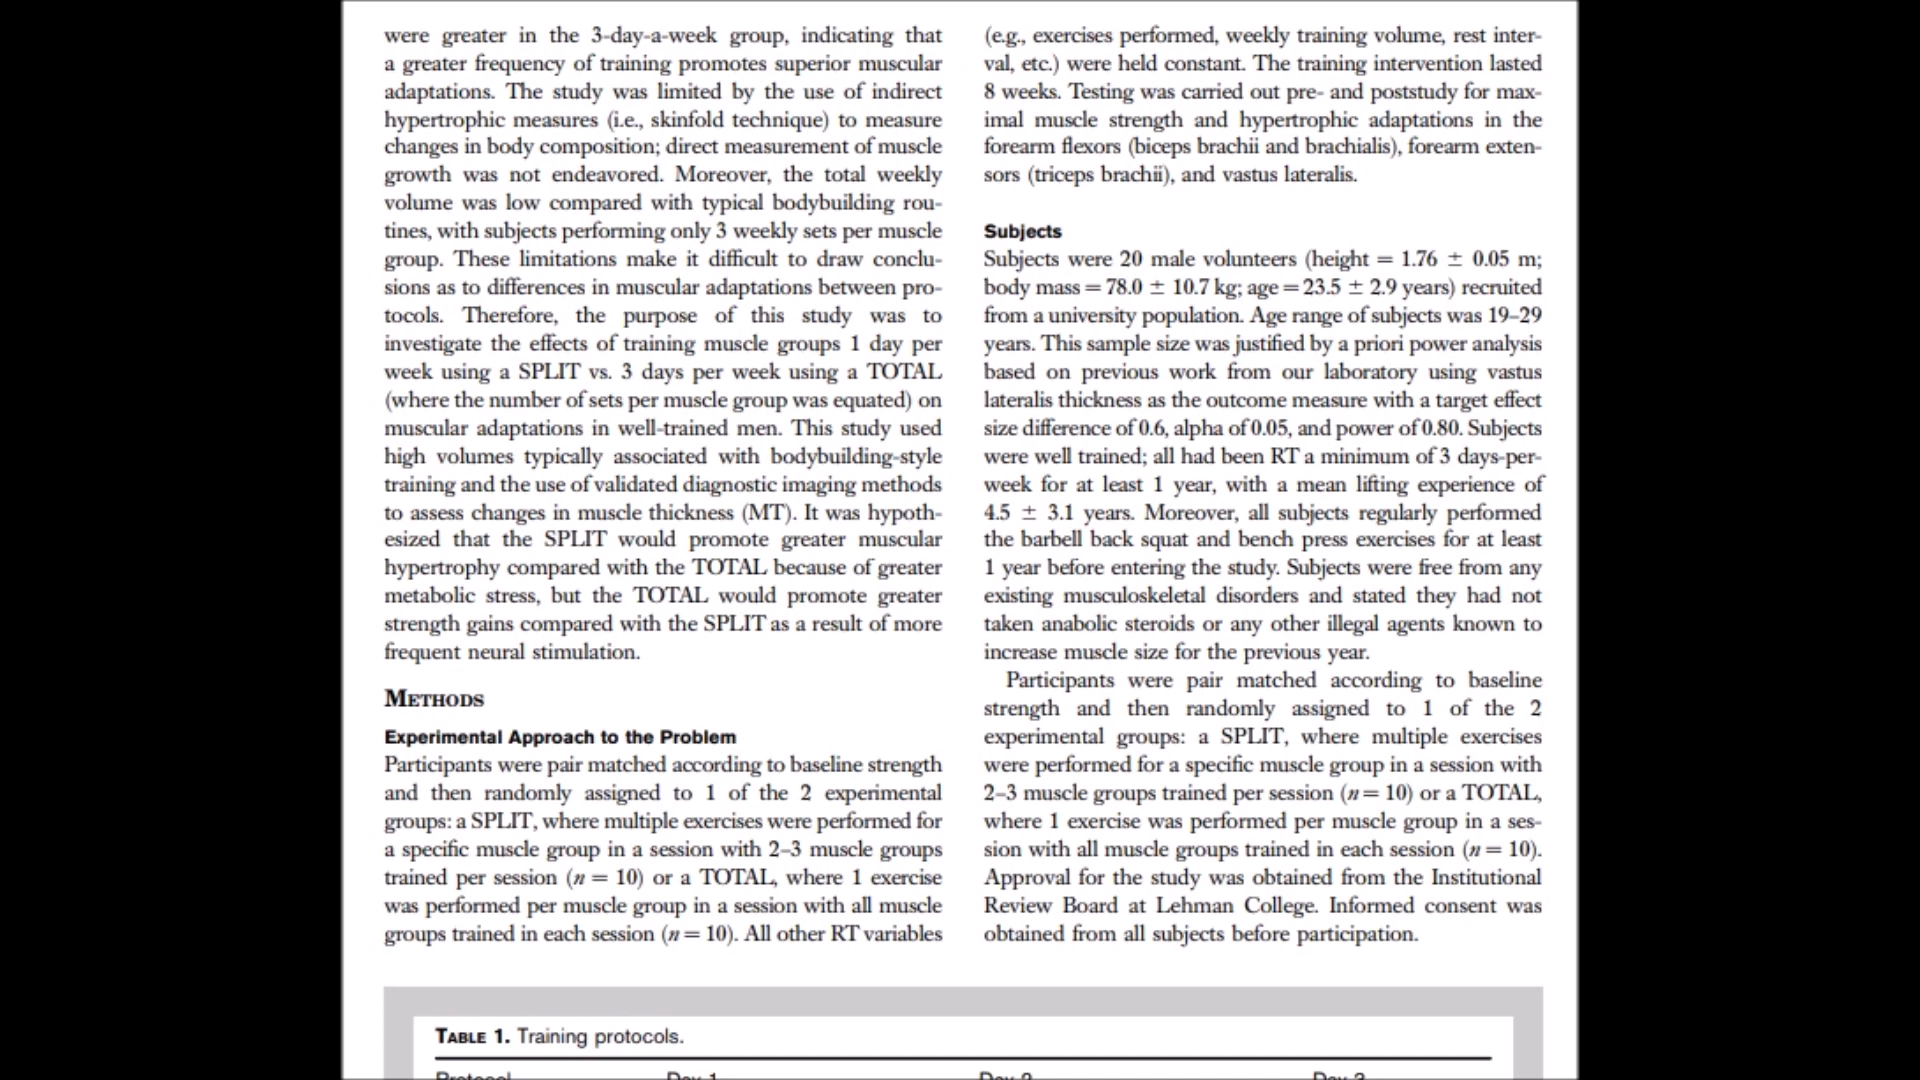 were greater in the 3-day-a-week group, indicating that
a greater frequency of training promotes superior muscular
adaptations. The study was limited by the use of indirect
hypertrophic measures (i.e., skinfold technique) to measure
changes in body composition; direct measurement of muscle
growth was not endeavored. Moreover, the total weekly
volume was low compared with typical bodybuilding rou-
tines, with subjects performing only 3 weekly sets per muscle
group. These limitations make it difficult to draw conclu-
sions as to differences in muscular adaptations between pro-
tocols. Therefore, the purpose of this study was to
investigate the effects of training muscle groups 1 day per
week using a SPLIT vs. 3 days per week using a TOTAL
(where the number of sets per muscle group was equated) on
muscular adaptations in well-trained men. This study used
high volumes typically associated with bodybuilding-style
training and the use of validated diagnostic imaging methods
to assess changes in muscle thickness (MT). It was hypoth-
esized that the SPLIT would promote greater muscular
hypertrophy compared with the TOTAL because of greater
metabolic stress, but the TOTAL would promote greater
strength gains compared with the SPLIT as a result of more
frequent neural stimulation.
METHODS
Experimental Approach to the Problem
Participants were pair matched according to baseline strength
and then randomly assigned to 1 of the 2 experimental
groups: a SPLIT, where multiple exercises were performed for
a specific muscle group in a session with 2–3 muscle groups
trained per session (n = 10) or a TOTAL, where 1 exercise
was performed per muscle group in a session with all muscle
groups trained in each session (n = 10). All other RT variables
(e.g., exercises performed, weekly training volume, rest inter-
val, etc.) were held constant. The training intervention lasted
8 weeks. Testing was carried out pre- and poststudy for max-
imal muscle strength and hypertrophic adaptations in the
forearm flexors (biceps brachii and brachialis), forearm exten-
sors (triceps brachii), and vastus lateralis.
Subjects
Subjects were 20 male volunteers (height = 1.76 ± 0.05 m;
body mass = 78.0 ± 10.7 kg; age = 23.5 ± 2.9 years) recruited
from a university population. Age range of subjects was 19–29
years. This sample size was justified by a priori power analysis
based on previous work from our laboratory using vastus
lateralis thickness as the outcome measure with a target effect
size difference of 0.6, alpha of 0.05, and power of 0.80. Subjects
were well trained; all had been RT a minimum of 3 days-per-
week for at least 1 year, with a mean lifting experience of
4.5 ± 3.1 years. Moreover, all subjects regularly performed
the barbell back squat and bench press exercises for at least
1 year before entering the study. Subjects were free from any
existing musculoskeletal disorders and stated they had not
taken anabolic steroids or any other illegal agents known to
increase muscle size for the previous year.
Participants were pair matched according to baseline
strength and then randomly assigned to 1 of the 2
experimental groups: a SPLIT, where multiple exercises
were performed for a specific muscle group in a session with
2–3 muscle groups trained per session (n = 10) or a TOTAL,
where 1 exercise was performed per muscle group in a ses-
sion with all muscle groups trained in each session (n = 10).
Approval for the study was obtained from the Institutional
Review Board at Lehman College. Informed consent was
obtained from all subjects before participation.
TABLE 1. Training protocols.
Protocol Day 1 Day 2 Day 3